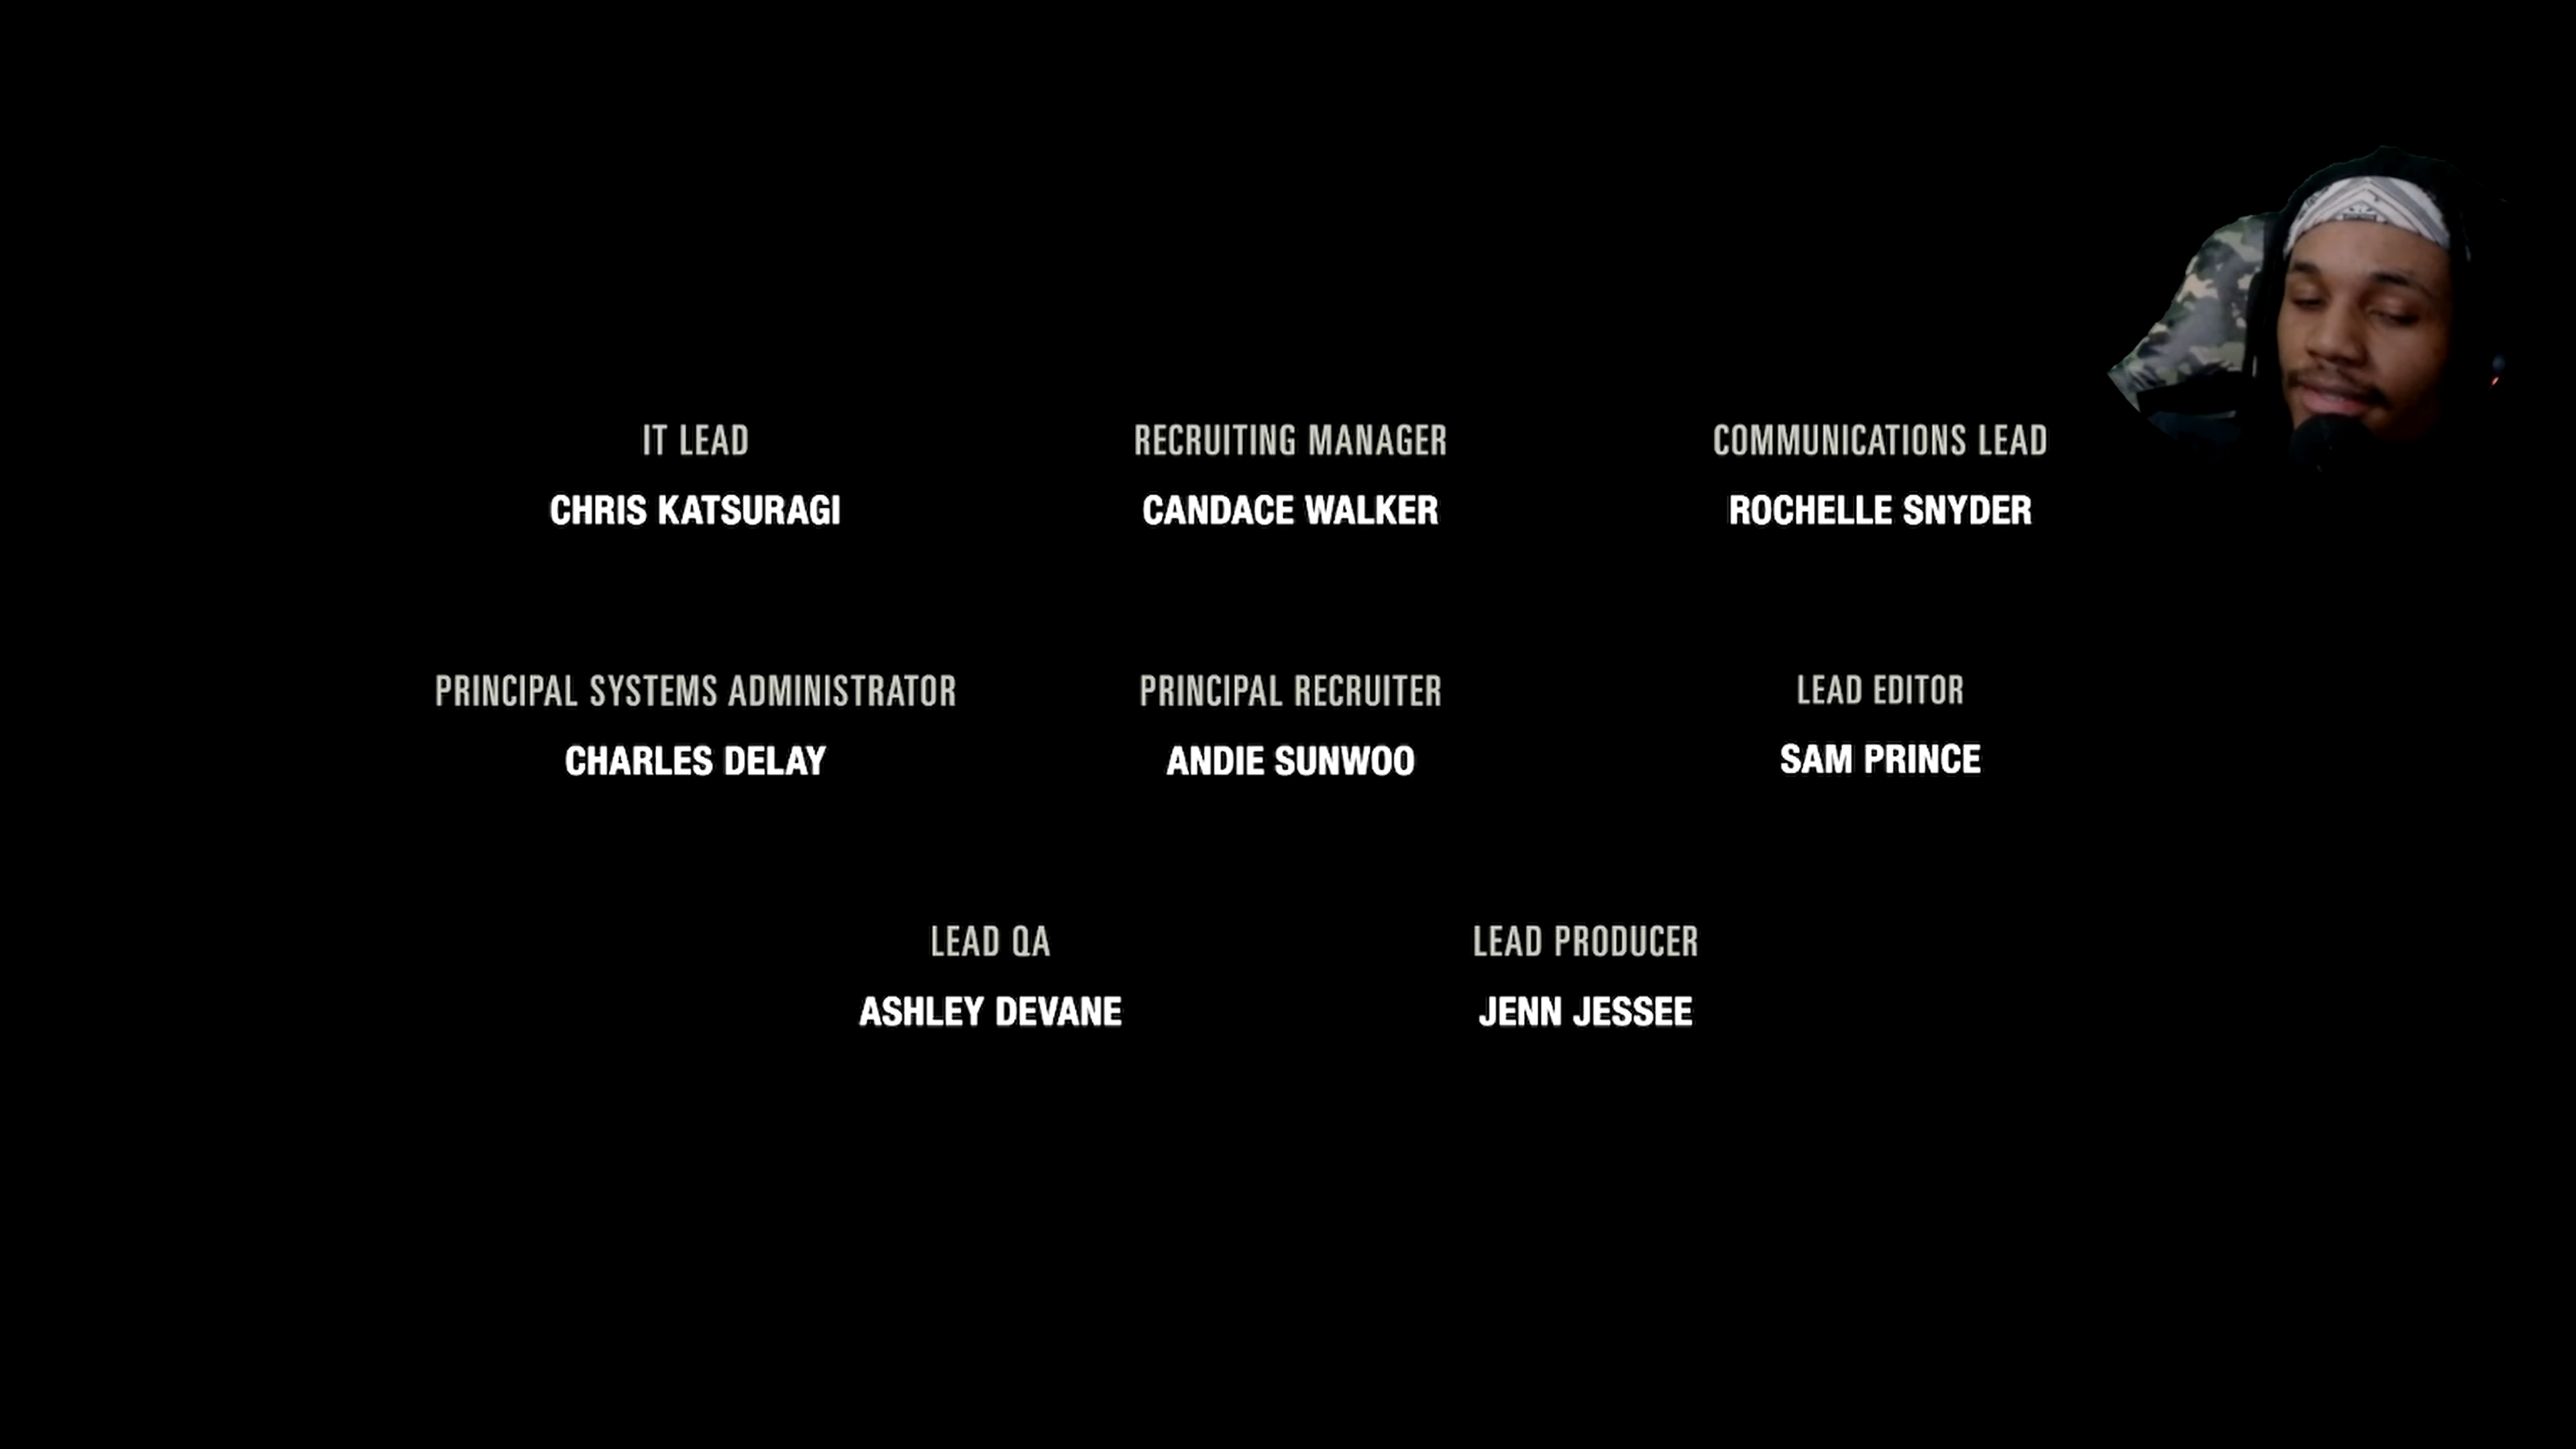 IT LEAD
CHRIS KATSURAGI
RECRUITING MANAGER
CANDACE WALKER
COMMUNICATIONS LEAD
ROCHELLE SNYDER
PRINCIPAL SYSTEMS ADMINISTRATOR
CHARLES DELAY
PRINCIPAL RECRUITER
ANDIE SUNWOO
LEAD EDITOR
SAM PRINCE
LEAD QA
ASHLEY DEVANE
LEAD PRODUCER
JENN JESSEE